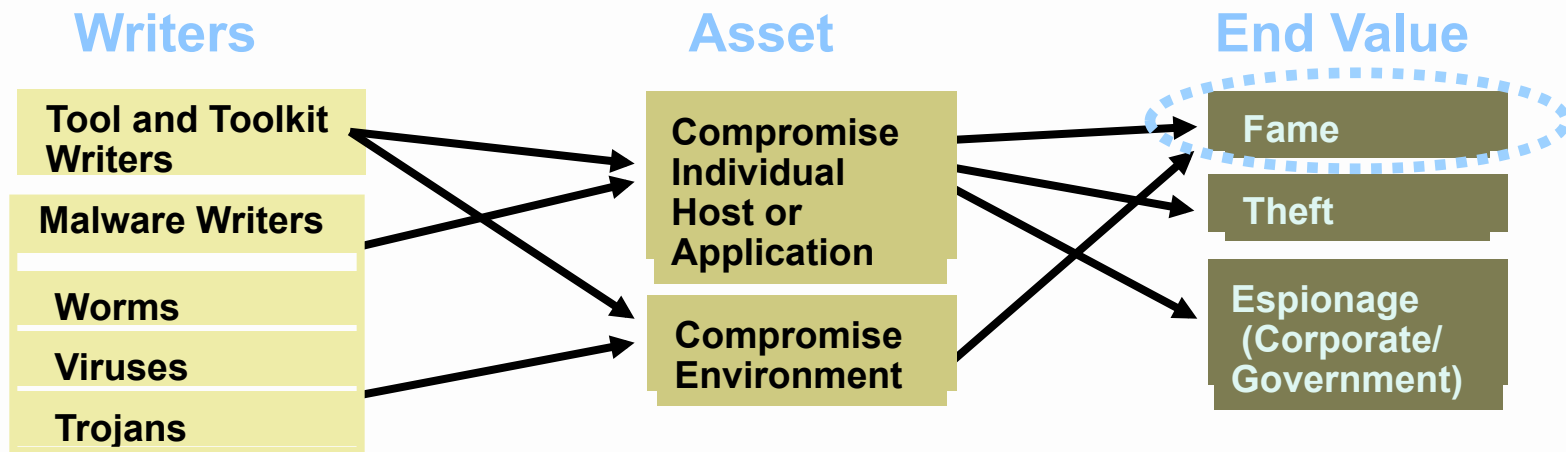 Writers
Asset
End Value
Tool and Toolkit
Writers
Malware Writers
Worms
Viruses
Trojans
Compromise
Individual
Host or
Application
Compromise
Environment
Fame
Theft
Espionage
(Corporate/
Government)